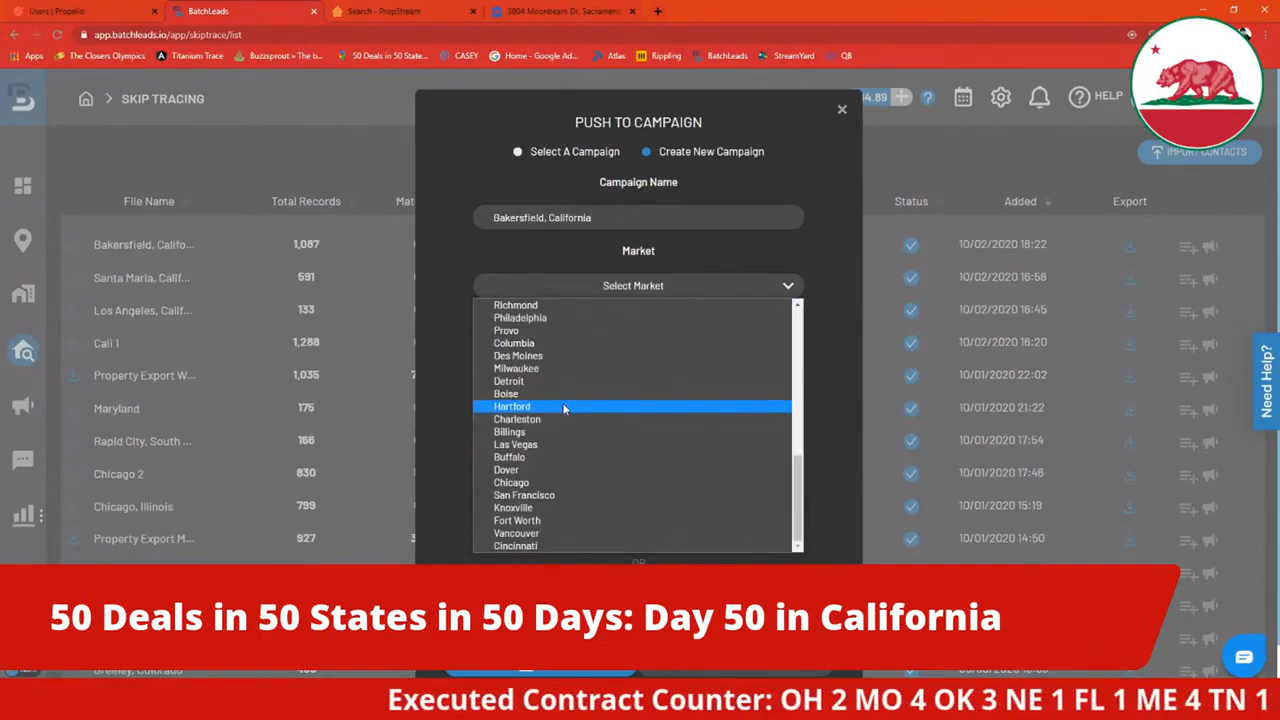 Users | Propelio
BatchLeads
Search - PropStream
3804 Moonbeam Dr, Sacrament
app.batchleads.io/app/skiptrace/list
Apps
The Closers Olympics
Titanium Trace
Buzzsprout » The b...
50 Deals in 50 State...
CASEY
Home - Google Ad...
Atlas
Rippling
BatchLeads
StreamYard
QB
SKIP TRACING
4.89
HELP
IMPORT CONTACTS
PUSH TO CAMPAIGN
Select A Campaign
Create New Campaign
Campaign Name
Bakersfield, California
Market
Select Market
Richmond
Philadelphia
Provo
Columbia
Des Moines
Milwaukee
Detroit
Boise
Hartford
Charleston
Billings
Las Vegas
Buffalo
Dover
Chicago
San Francisco
Knoxville
Fort Worth
Vancouver
Cincinnati
OR
File Name Total Records Status Added Export
Bakersfield, Califo... 1,087 10/02/2020 18:22
Santa Maria, Calif... 591 10/02/2020 16:58
Los Angeles, Calif... 133 10/02/2020 16:45
Cali 1 1,288 10/02/2020 16:20
Property Export W... 1,035 10/01/2020 22:02
Maryland 175 10/01/2020 21:22
Rapid City, South ... 166 10/01/2020 17:54
Chicago 2 830 10/01/2020 17:46
Chicago, Illinois 799 10/01/2020 15:19
Property Export M... 927 10/01/2020 14:50
Need Help?
50 Deals in 50 States in 50 Days: Day 50 in California
Greeley, Colorado
Executed Contract Counter: OH 2 MO 4 OK 3 NE 1 FL 1 ME 4 TN 1